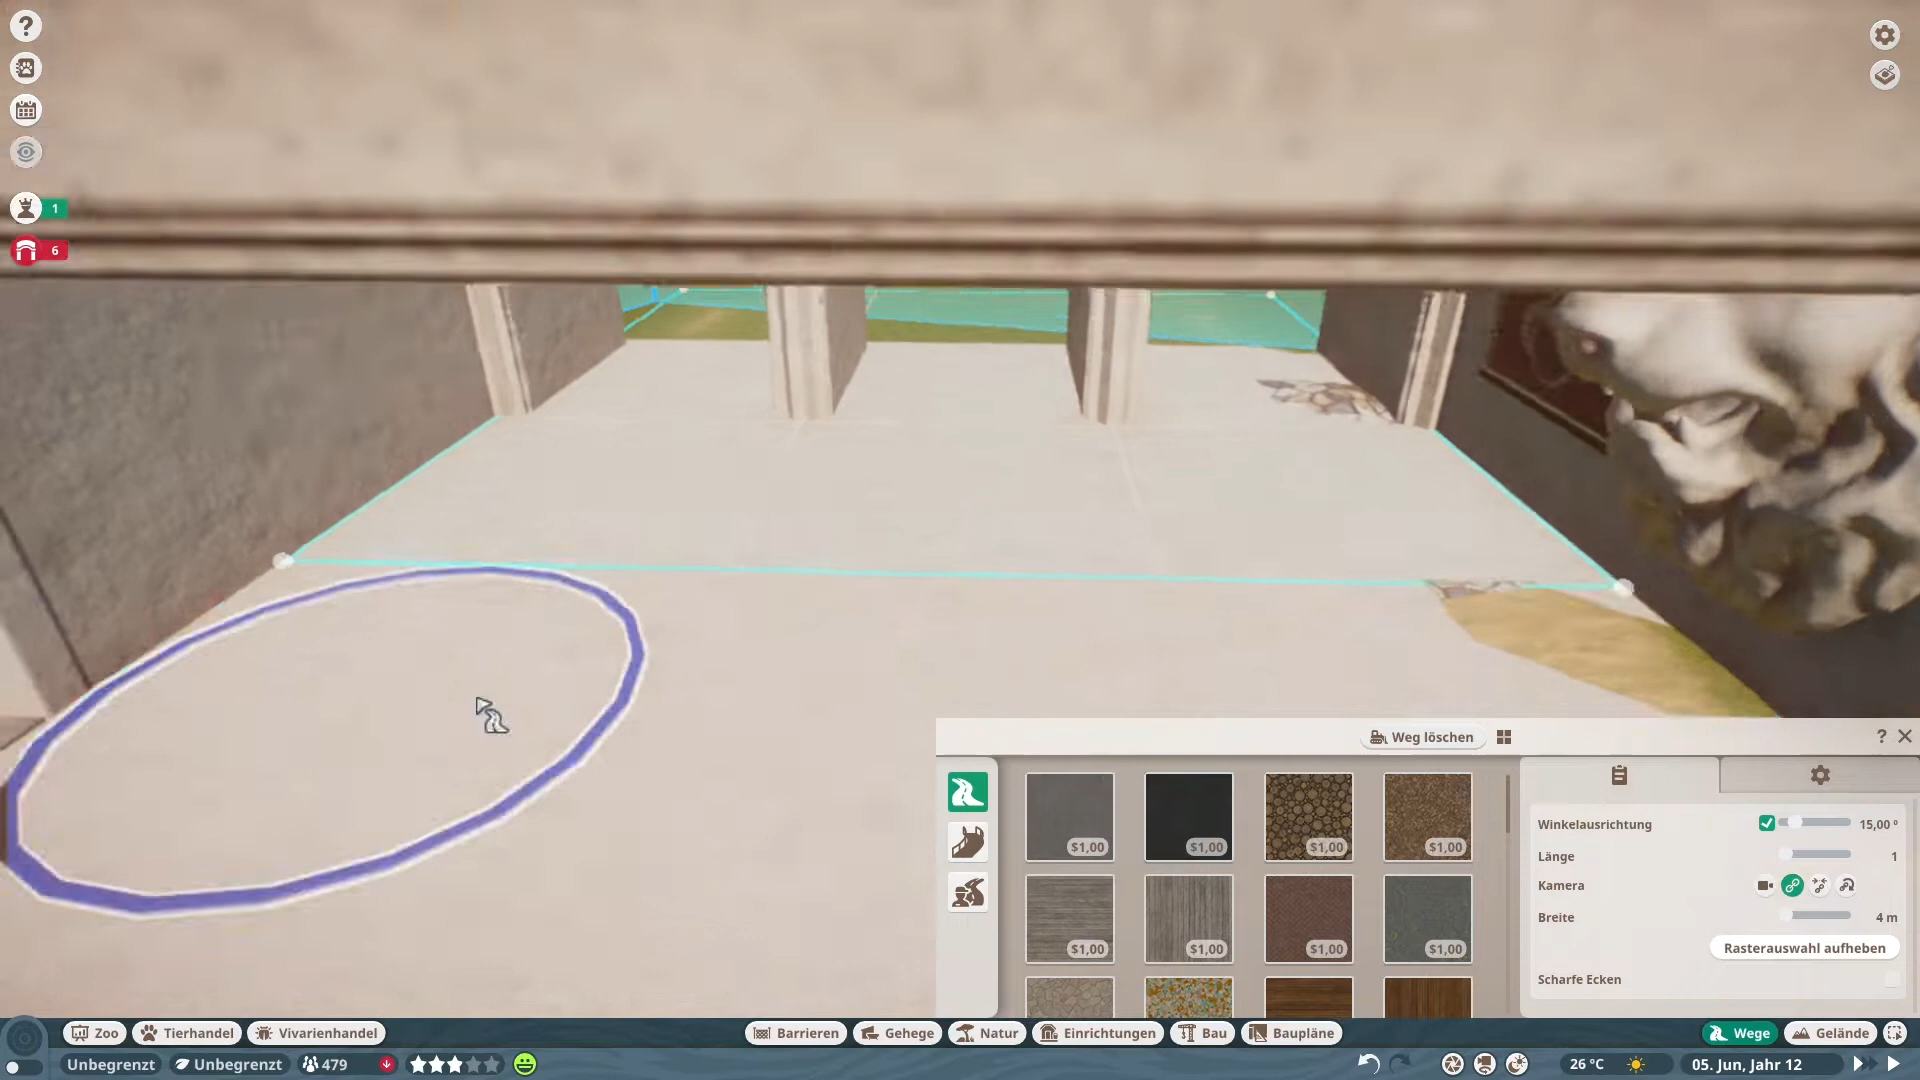 ?
1
6
Weg löschen
?
$1,00
$1,00
$1,00
$1,00
$1,00
$1,00
$1,00
$1,00
Winkelausrichtung
15,00 º
Länge
1
Kamera
Breite
4 m
Rasterauswahl aufheben
Scharfe Ecken
Zoo
Tierhandel
Vivarienhandel
Barrieren
Gehege
Natur
Einrichtungen
Bau
Baupläne
Wege
Gelände
Unbegrenzt
Unbegrenzt
479
26 °C
05. Jun, Jahr 12